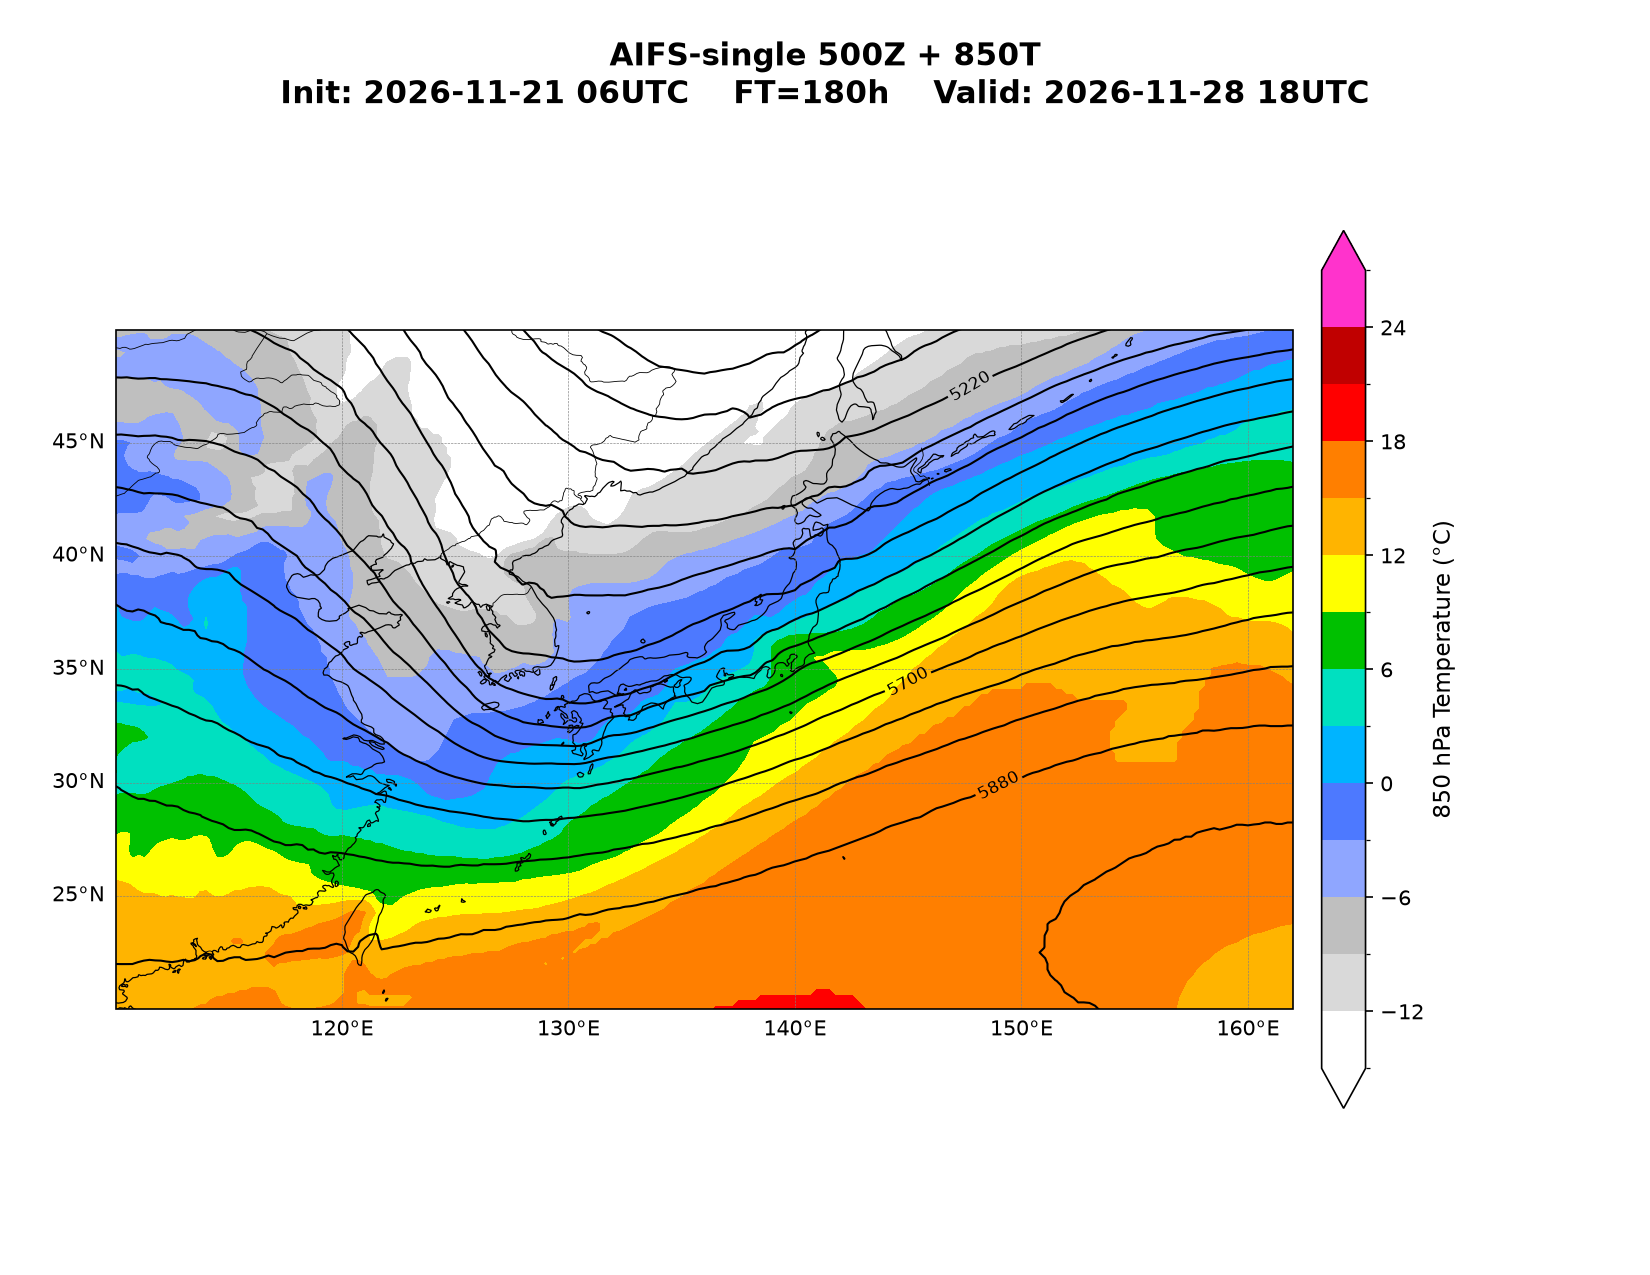 AIFS-single 500Z + 850T
Init: 2026-11-21 06UTC    FT=180h    Valid: 2026-11-28 18UTC
5220
5700
5880
45°N
40°N
35°N
30°N
25°N
120°E
130°E
140°E
150°E
160°E
24
18
12
6
0
−6
−12
850 hPa Temperature (°C)